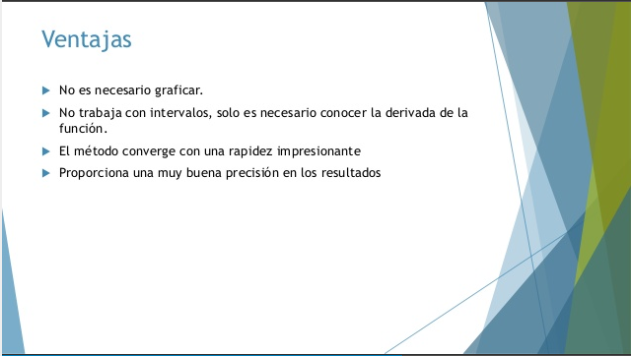 Ventajas
No es necesario graficar.
No trabaja con intervalos, solo es necesario conocer la derivada de la
función.
El método converge con una rapidez impresionante
Proporciona una muy buena precisión en los resultados